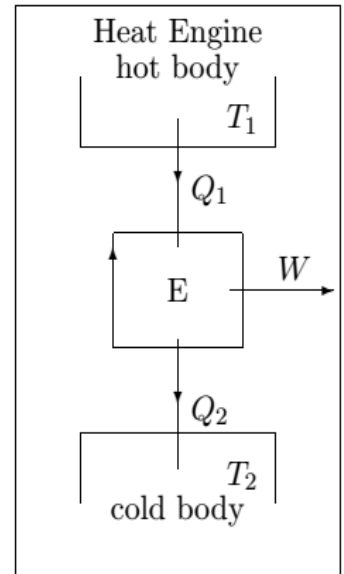 Heat Engine
hot body
T₁
Q₁
W
E
Q₂
T₂
cold body